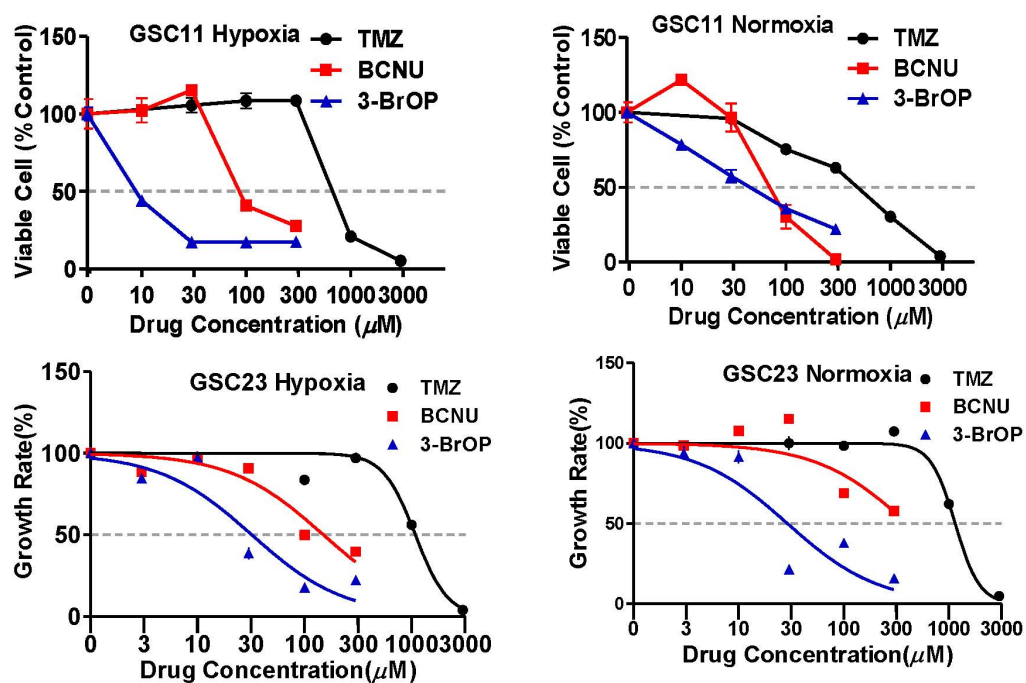 GSC11 Hypoxia
TMZ
BCNU
3-BrOP
Viable Cell (%Control)
150
100
50
0
0 10 30 100 300 1000 3000
Drug Concentration (μM)
GSC11 Normoxia
TMZ
BCNU
3-BrOP
Viable Cell (%Control)
150
100
50
0
0 10 30 100 300 1000 3000
Drug Concentration (μM)
GSC23 Hypoxia
TMZ
BCNU
3-BrOP
Growth Rate(%)
150
100
50
0
0 3 10 30 100 300 1000 3000
Drug Concentration(μM)
GSC23 Normoxia
TMZ
BCNU
3-BrOP
Growth Rate(%)
150
100
50
0
0 3 10 30 100 300 1000 3000
Drug Concentration(μM)